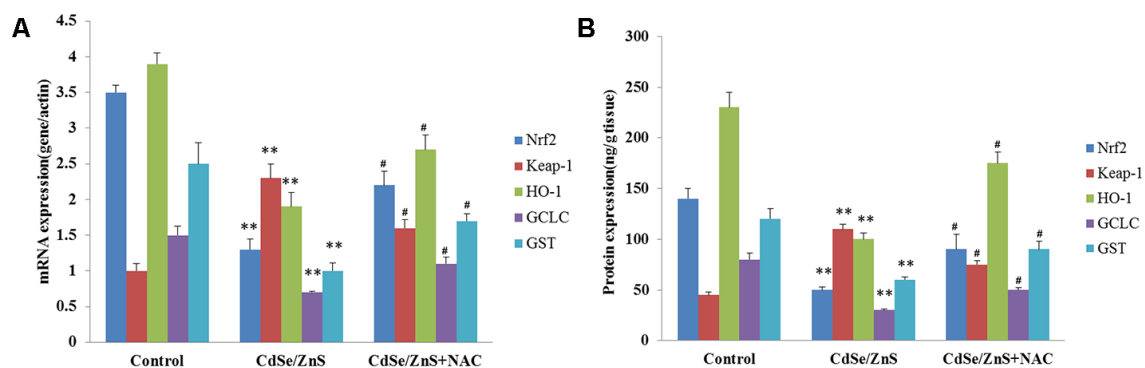 A
mRNA expression(gene/actin)
4.5
4
3.5
3
2.5
2
1.5
1
0.5
0
** ** ** ** **
# # # # #
Control CdSe/ZnS CdSe/ZnS+NAC
Nrf2
Keap-1
HO-1
GCLC
GST
B
Protein expression(ng/gtissue)
300
250
200
150
100
50
0
** ** ** ** **
# # # # #
Control CdSe/ZnS CdSe/ZnS+NAC
Nrf2
Keap-1
HO-1
GCLC
GST